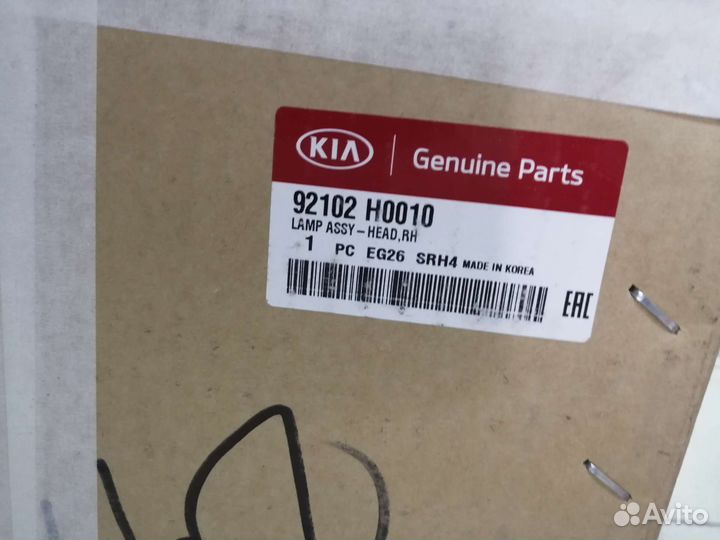 KIA Genuine Parts
92102 H0010
LAMP ASSY-HEAD,RH
1 PC EG26 SRH4 MADE IN KOREA
EAC
Avito